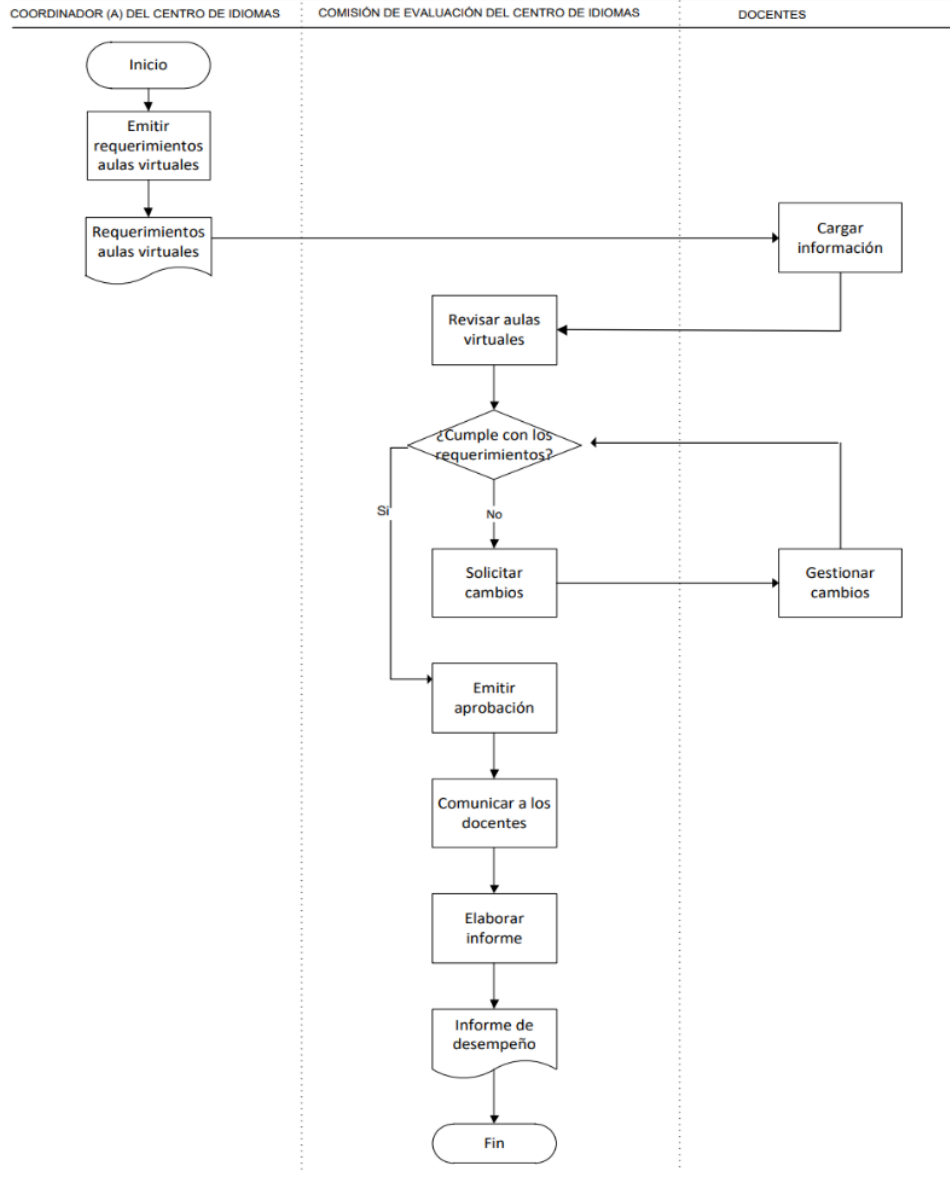 COORDINADOR (A) DEL CENTRO DE IDIOMAS
COMISIÓN DE EVALUACIÓN DEL CENTRO DE IDIOMAS
DOCENTES
Inicio
Emitir
requerimientos
aulas virtuales
Requerimientos
aulas virtuales
Cargar
información
Revisar aulas
virtuales
¿Cumple con los
requerimientos?
Sí
No
Solicitar
cambios
Gestionar
cambios
Emitir
aprobación
Comunicar a los
docentes
Elaborar
informe
Informe de
desempeño
Fin